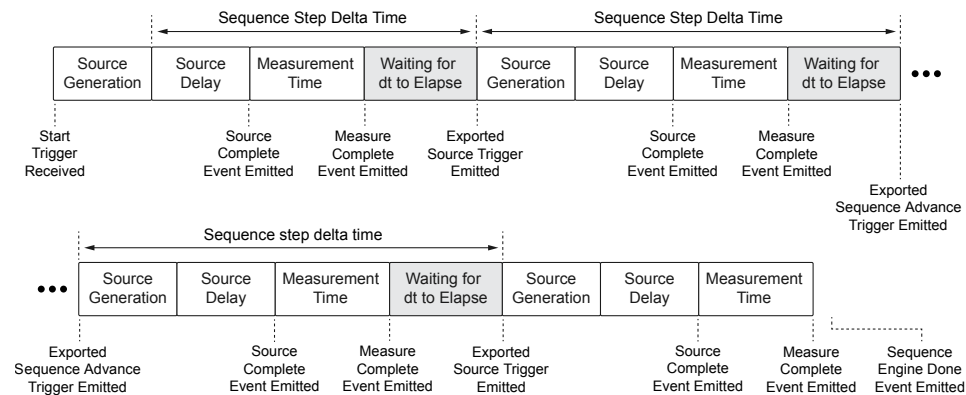 Sequence Step Delta Time
Sequence Step Delta Time
Source
Generation
Source
Delay
Measurement
Time
Waiting for
dt to Elapse
Source
Generation
Source
Delay
Measurement
Time
Waiting for
dt to Elapse
Start
Trigger
Received
Source
Complete
Event Emitted
Measure
Complete
Event Emitted
Exported
Source Trigger
Emitted
Source
Complete
Event Emitted
Measure
Complete
Event Emitted
Exported
Sequence Advance
Trigger Emitted
Sequence step delta time
Source
Generation
Source
Delay
Measurement
Time
Waiting for
dt to Elapse
Source
Generation
Source
Delay
Measurement
Time
Exported
Sequence Advance
Trigger Emitted
Source
Complete
Event Emitted
Measure
Complete
Event Emitted
Exported
Source Trigger
Emitted
Source
Complete
Event Emitted
Measure
Complete
Event Emitted
Sequence
Engine Done
Event Emitted